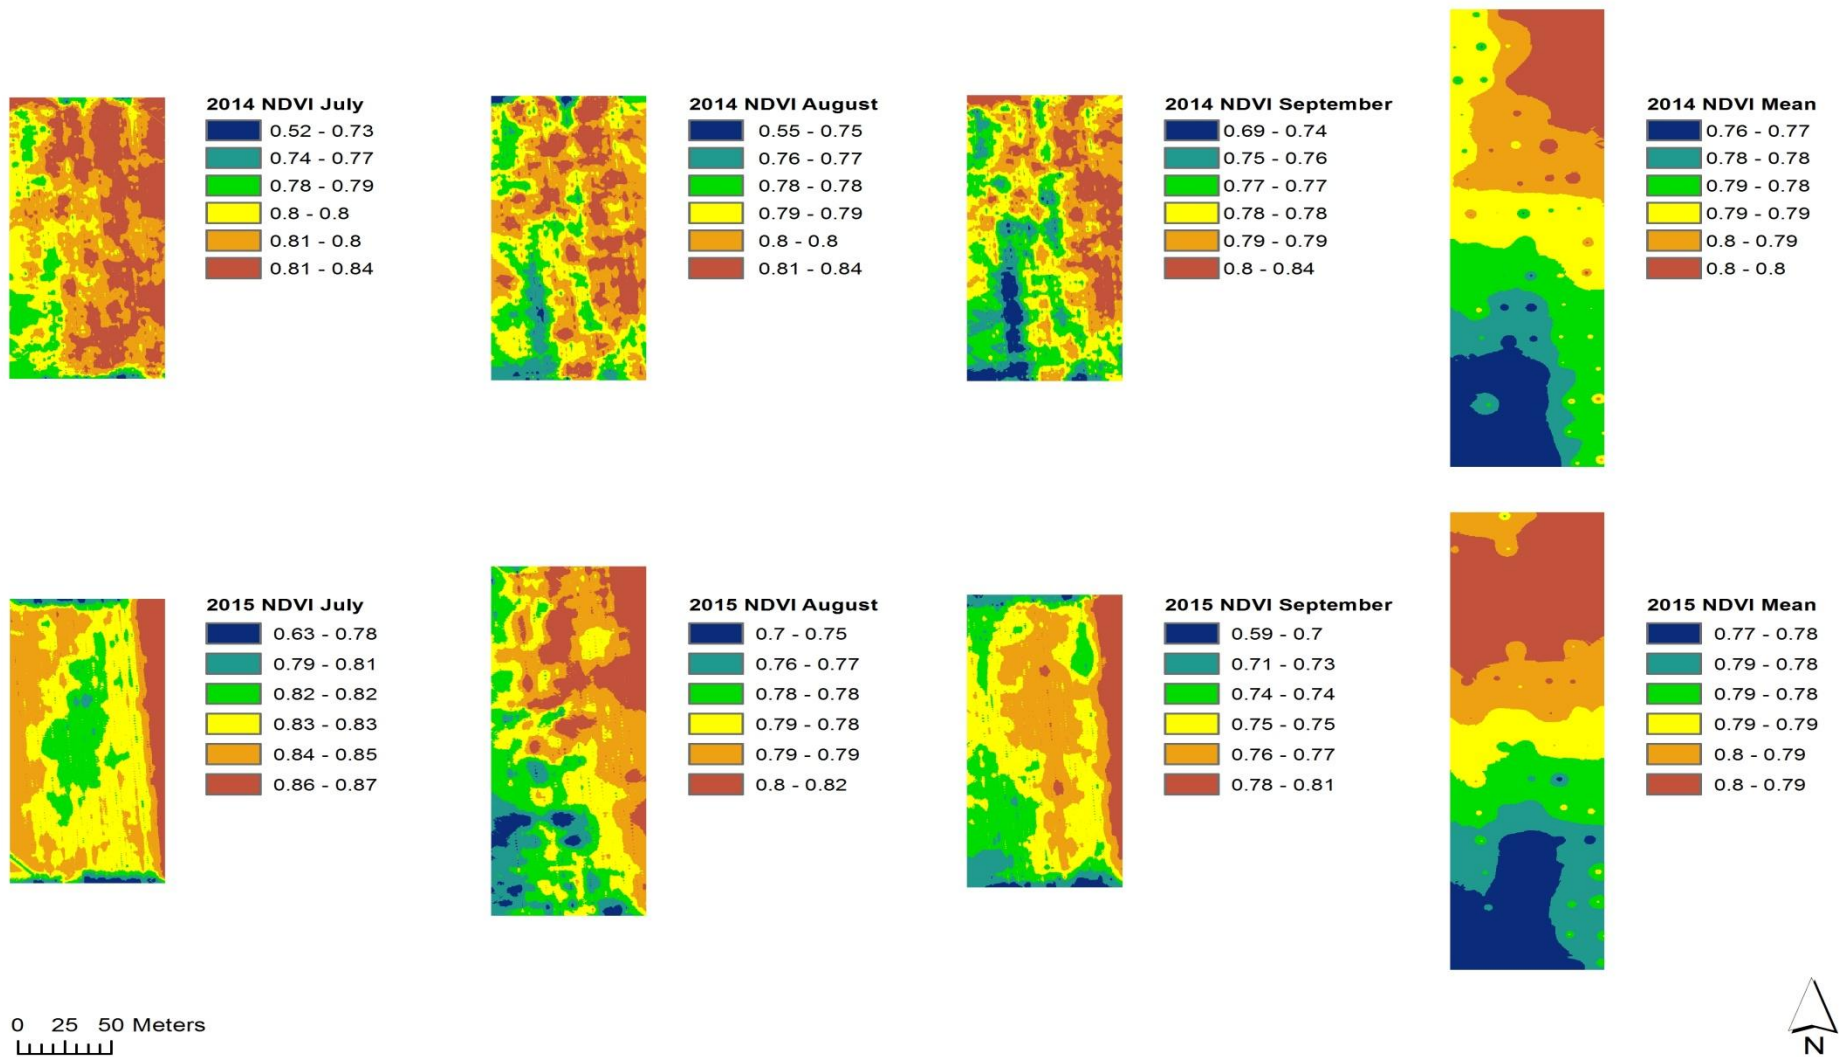 2014 NDVI July
0.52 - 0.73
0.74 - 0.77
0.78 - 0.79
0.8 - 0.8
0.81 - 0.8
0.81 - 0.84
2014 NDVI August
0.55 - 0.75
0.76 - 0.77
0.78 - 0.78
0.79 - 0.79
0.8 - 0.8
0.81 - 0.84
2014 NDVI September
0.69 - 0.74
0.75 - 0.76
0.77 - 0.77
0.78 - 0.78
0.79 - 0.79
0.8 - 0.84
2014 NDVI Mean
0.76 - 0.77
0.78 - 0.78
0.79 - 0.78
0.79 - 0.79
0.8 - 0.79
0.8 - 0.8
2015 NDVI July
0.63 - 0.78
0.79 - 0.81
0.82 - 0.82
0.83 - 0.83
0.84 - 0.85
0.86 - 0.87
2015 NDVI August
0.7 - 0.75
0.76 - 0.77
0.78 - 0.78
0.79 - 0.78
0.79 - 0.79
0.8 - 0.82
2015 NDVI September
0.59 - 0.7
0.71 - 0.73
0.74 - 0.74
0.75 - 0.75
0.76 - 0.77
0.78 - 0.81
2015 NDVI Mean
0.77 - 0.78
0.79 - 0.78
0.79 - 0.78
0.79 - 0.79
0.8 - 0.79
0.8 - 0.79
0 25 50 Meters
N